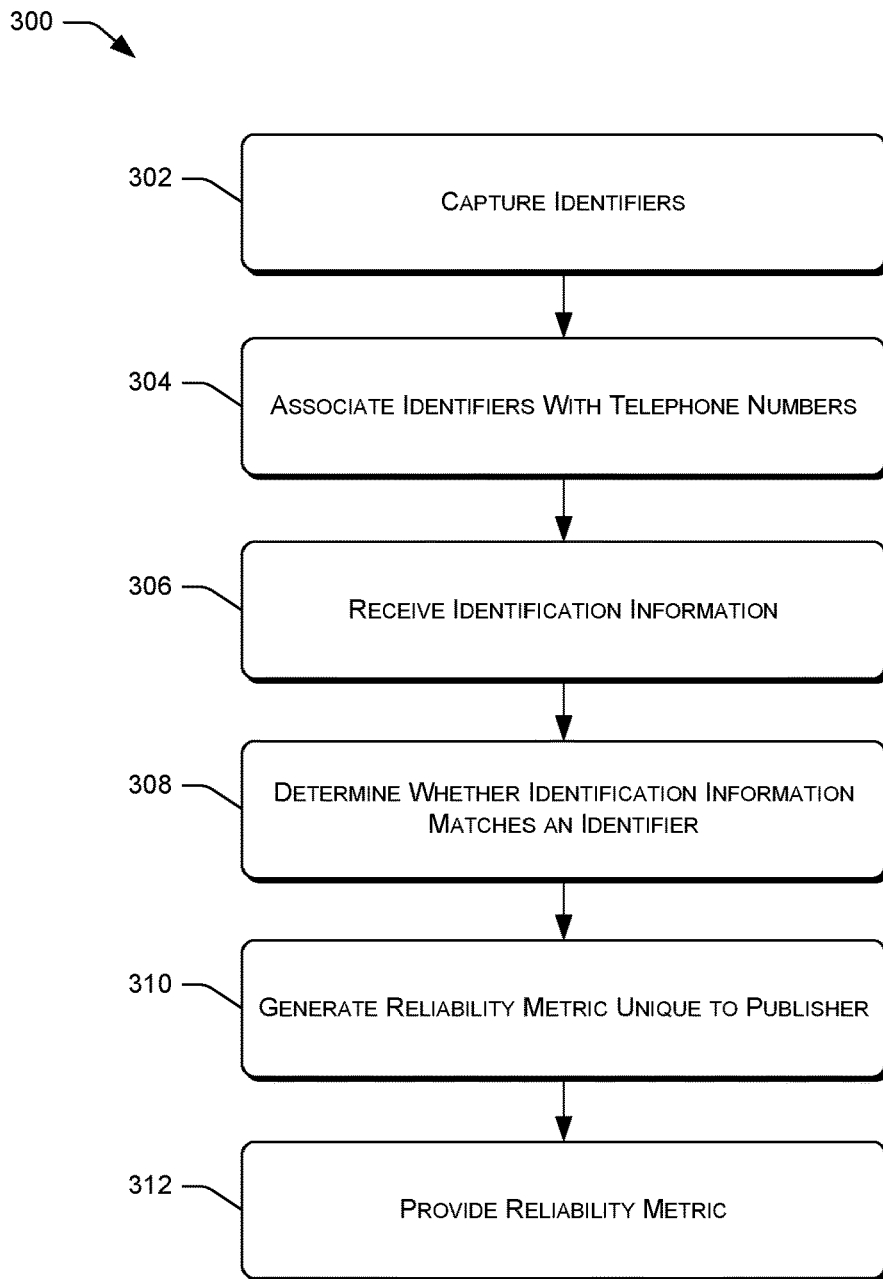 300
302
CAPTURE IDENTIFIERS
304
ASSOCIATE IDENTIFIERS WITH TELEPHONE NUMBERS
306
RECEIVE IDENTIFICATION INFORMATION
308
DETERMINE WHETHER IDENTIFICATION INFORMATION
MATCHES AN IDENTIFIER
310
GENERATE RELIABILITY METRIC UNIQUE TO PUBLISHER
312
PROVIDE RELIABILITY METRIC